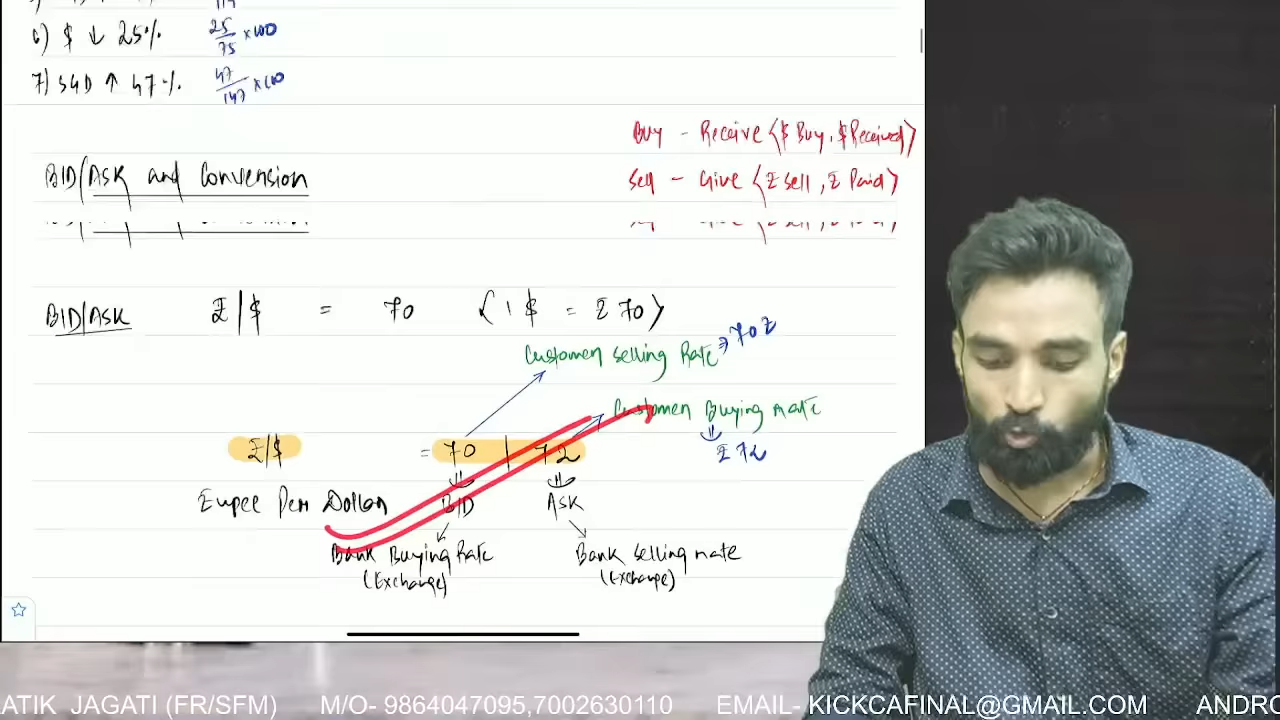 6) $ ↓ 25% 25/75 ×100
7) SGD ↑ 47% 47/147 ×100
Buy - Receive ($ Buy, $ Received)
BID/ASK and Conversion
Sell - Give (₹ Sell, ₹ Paid)
BID/ASK ₹/$ = 70 (1 $ = ₹ 70)
Customer Selling Rate ⇒ 70 ₹
Customer Buying rate
₹/$ = 70 | 72
₹ 72
Rupee Per Dollar BID ASK
Bank Buying Rate Bank Selling rate
(Exchange) (Exchange)
ATIK JAGATI (FR/SFM) M/O- 9864047095,7002630110 EMAIL- KICKCAFINAL@GMAIL.COM ANDRO